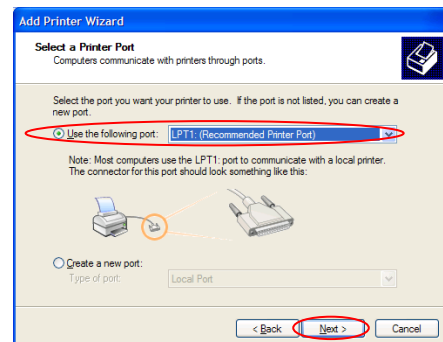 Add Printer Wizard
Select a Printer Port
Computers communicate with printers through ports.
Select the port you want your printer to use. If the port is not listed, you can create a
new port.
Use the following port: LPT1: (Recommended Printer Port)
Note: Most computers use the LPT1: port to communicate with a local printer.
The connector for this port should look something like this:
Create a new port:
Type of port: Local Port
< Back Next > Cancel